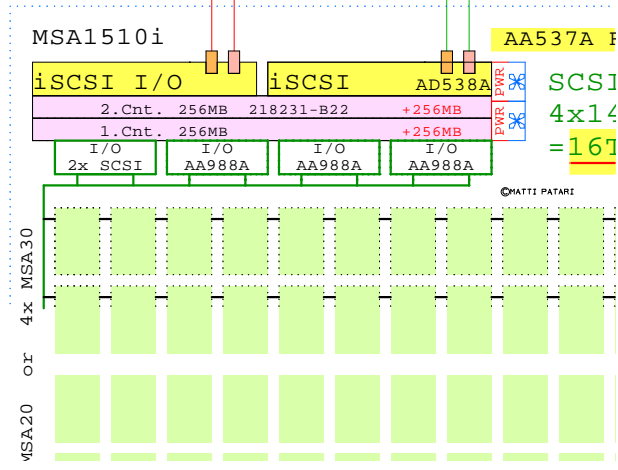 MSA1510i
AA537A
iSCSI I/O
iSCSI AD538A
PWR
SCSI
2.Cnt. 256MB 218231-B22 +256MB
1.Cnt. 256MB +256MB
PWR
4x14
=16T
I/O
2x SCSI
I/O
AA988A
I/O
AA988A
I/O
AA988A
©MATTI PATARI
4x MSA30
or
MSA20